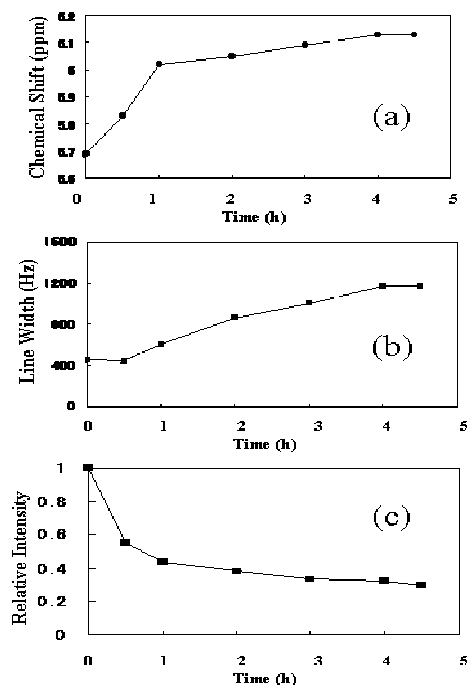 Chemical Shift (ppm)
6.2
6.1
6
5.9
5.8
5.7
5.6
(a)
0 1 2 3 4 5
Time (h)
Line Width (Hz)
1600
1200
800
400
0
(b)
0 1 2 3 4 5
Time (h)
Relative Intensity
1
0.8
0.6
0.4
0.2
0
(c)
0 1 2 3 4 5
Time (h)